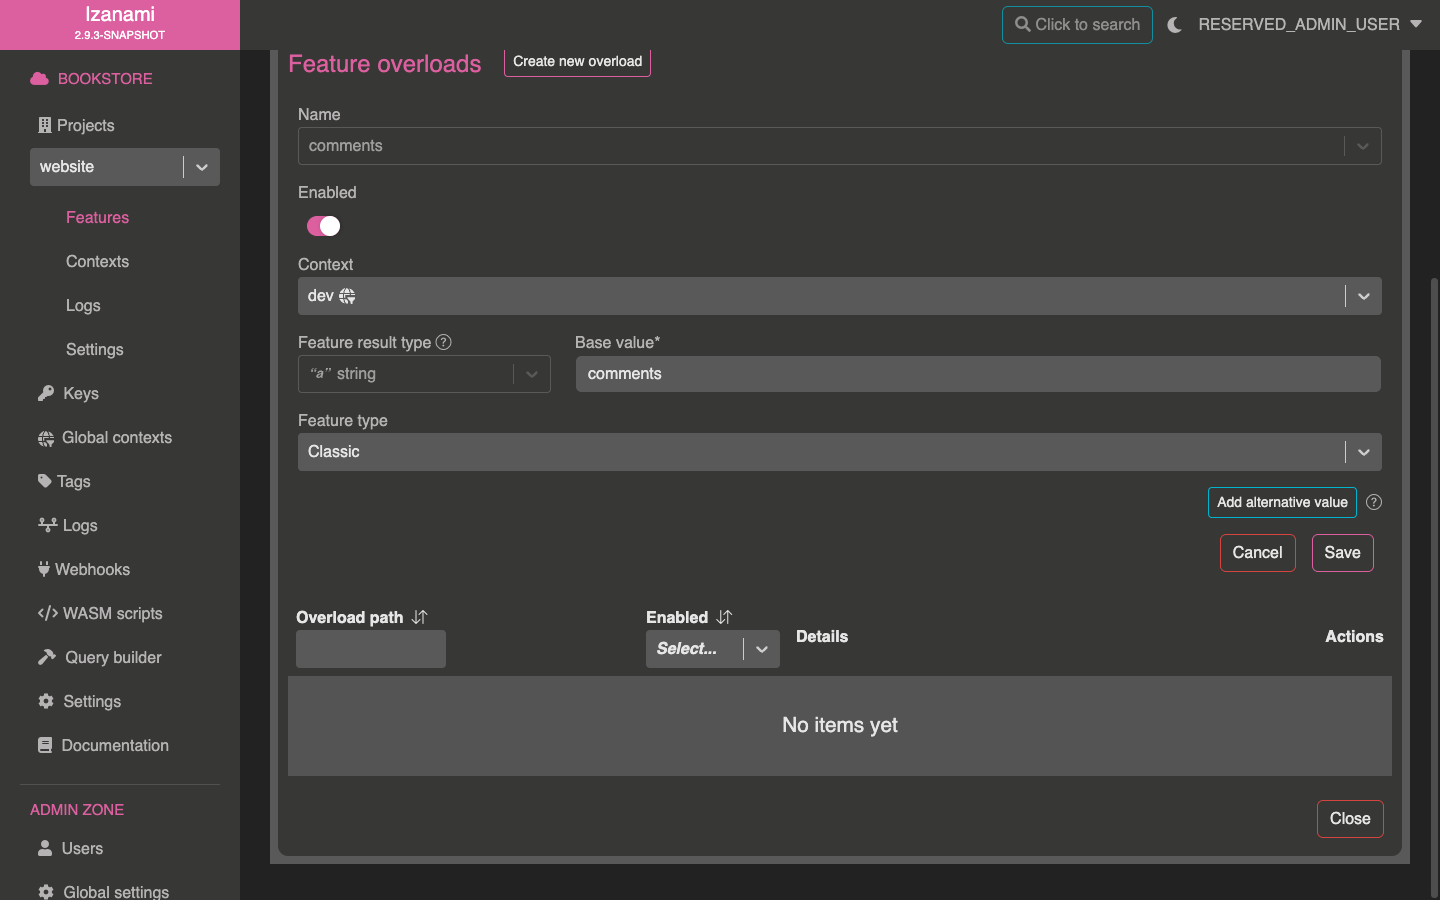 Izanami
2.9.3-SNAPSHOT
Click to search
RESERVED_ADMIN_USER
BOOKSTORE
Projects
website
Features
Contexts
Logs
Settings
Keys
Global contexts
Tags
Logs
Webhooks
WASM scripts
Query builder
Settings
Documentation
ADMIN ZONE
Users
Global settings
Feature overloads
Create new overload
Name
comments
Enabled
Context
dev
Feature result type
Base value*
"a" string
comments
Feature type
Classic
Add alternative value
Cancel
Save
Overload path
Enabled
Select...
Details
Actions
No items yet
Close